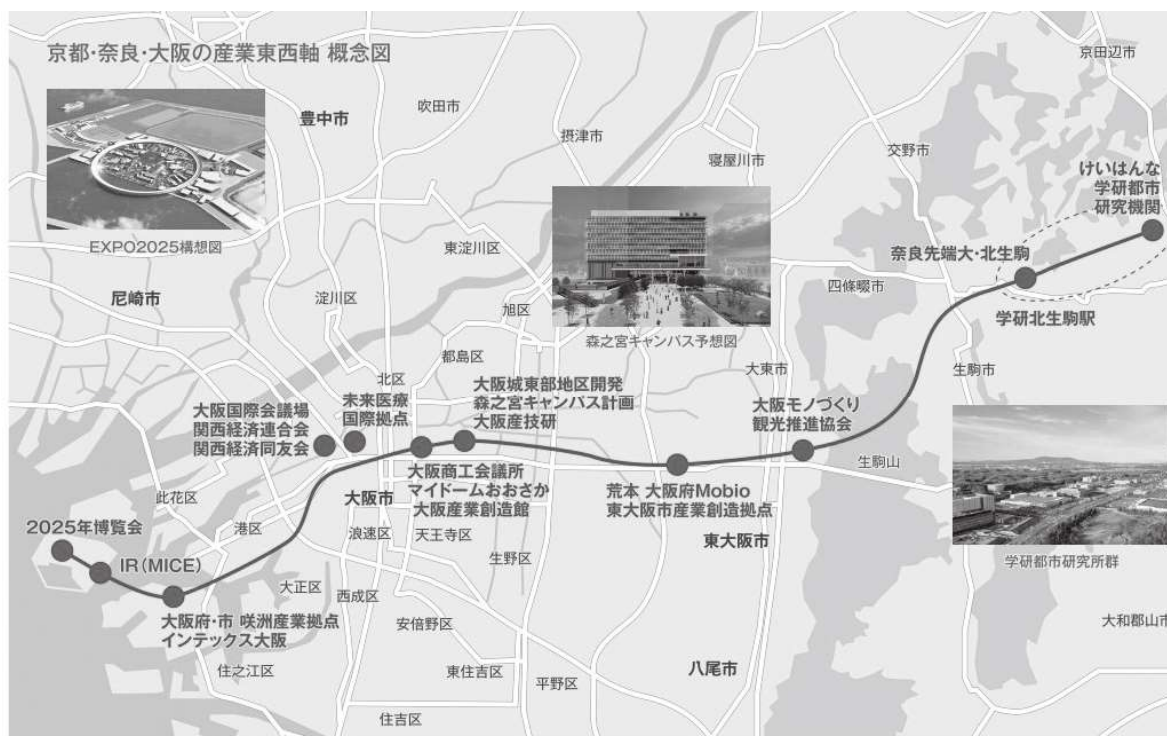 京都・奈良・大阪の産業東西軸 概念図
京田辺市
吹田市
豊中市
摂津市
交野市
寝屋川市
けいはんな
学研都市
研究機関
EXPO2025構想図
東淀川区
奈良先端大・北生駒
四條畷市
尼崎市
淀川区
旭区
学研北生駒駅
森之宮キャンバス予想図
都島区
大東市
生駒市
北区
大阪国際会議場
関西経済連合会
関西経済同友会
未来医療
国際拠点
大阪城東部地区開発
森之宮キャンパス計画
大阪産技研
大阪モノづくり
観光推進協会
生駒山
大阪商工会議所
マイドームおおさか
大阪産業創造館
荒本 大阪府Mobio
東大阪市産業創造拠点
此花区
大阪市
2025年博覧会
港区
浪速区
天王寺区
東大阪市
IR(MICE)
生野区
学研都市研究所群
大正区
西成区
大阪府・市 咲洲産業拠点
インテックス大阪
安倍野区
大和郡山市
住之江区
東住吉区
平野区
八尾市
住吉区